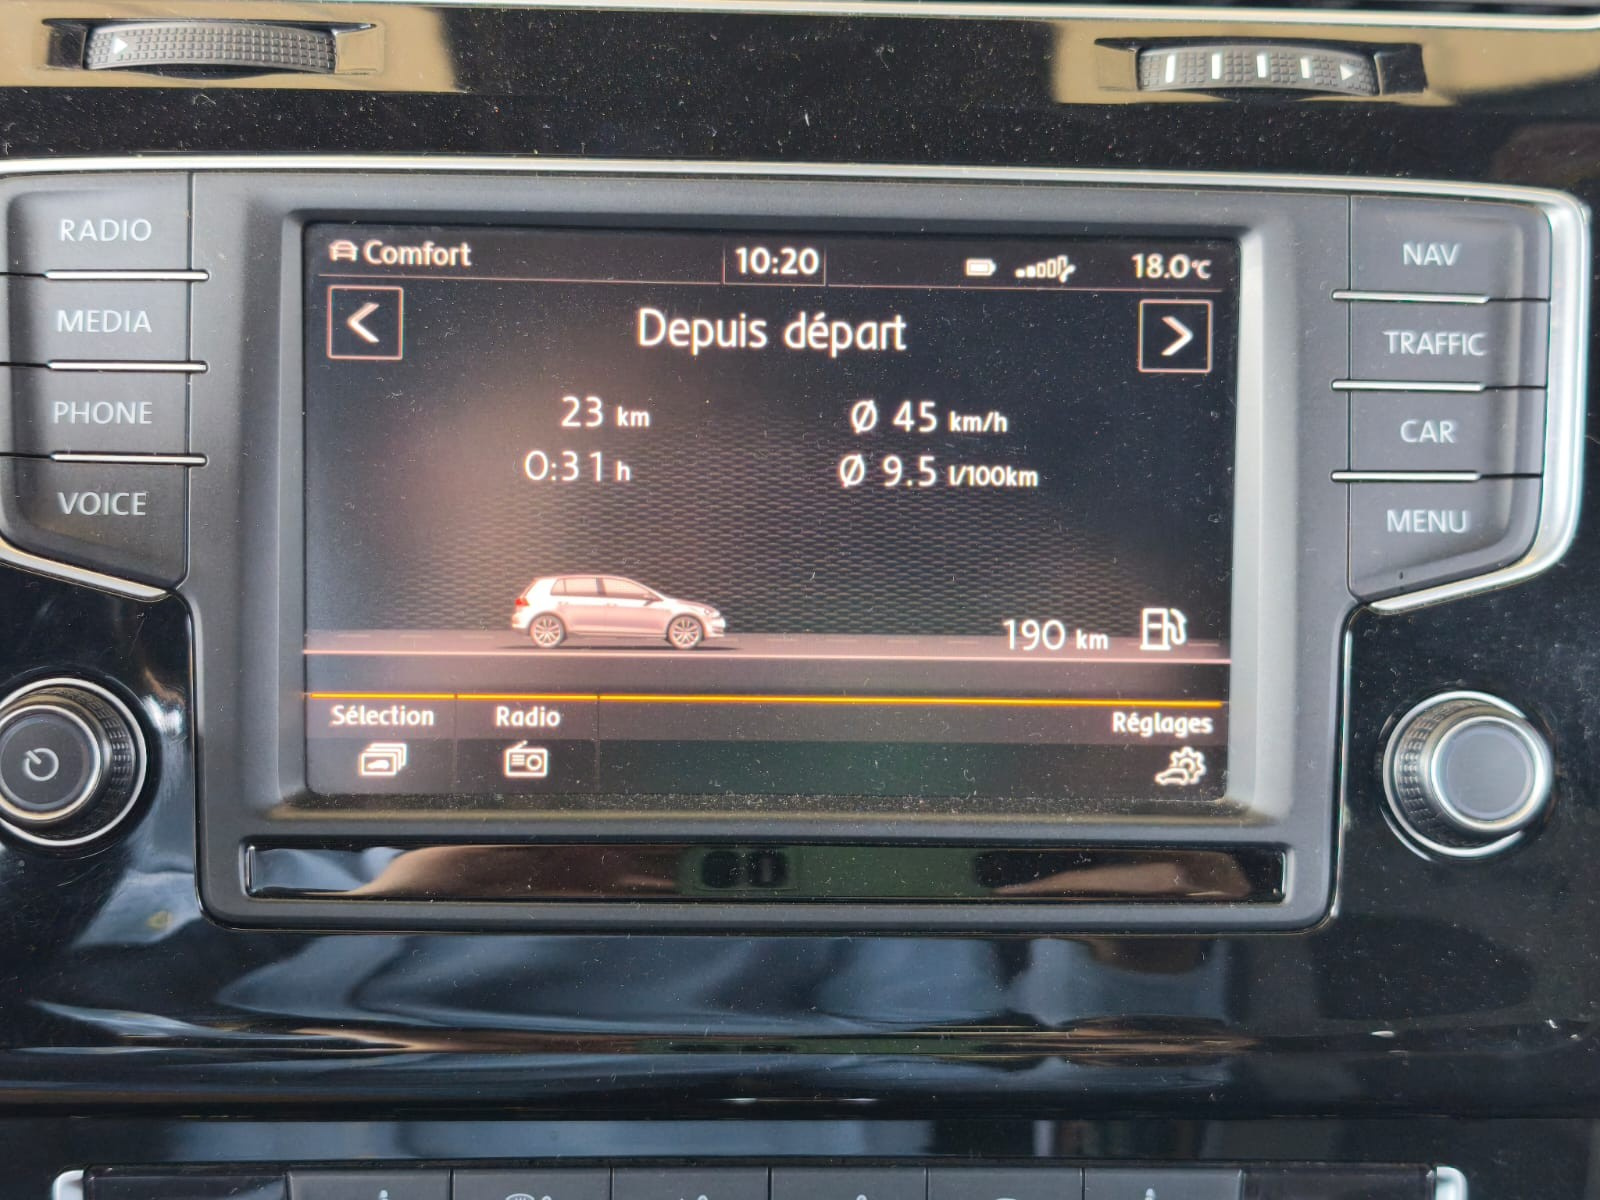 RADIO
MEDIA
PHONE
VOICE
Comfort 10:20 18.0°C
Depuis départ
23 km Ø 45 km/h
0:31 h Ø 9.5 l/100km
190 km
Sélection Radio Réglages
NAV
TRAFFIC
CAR
MENU